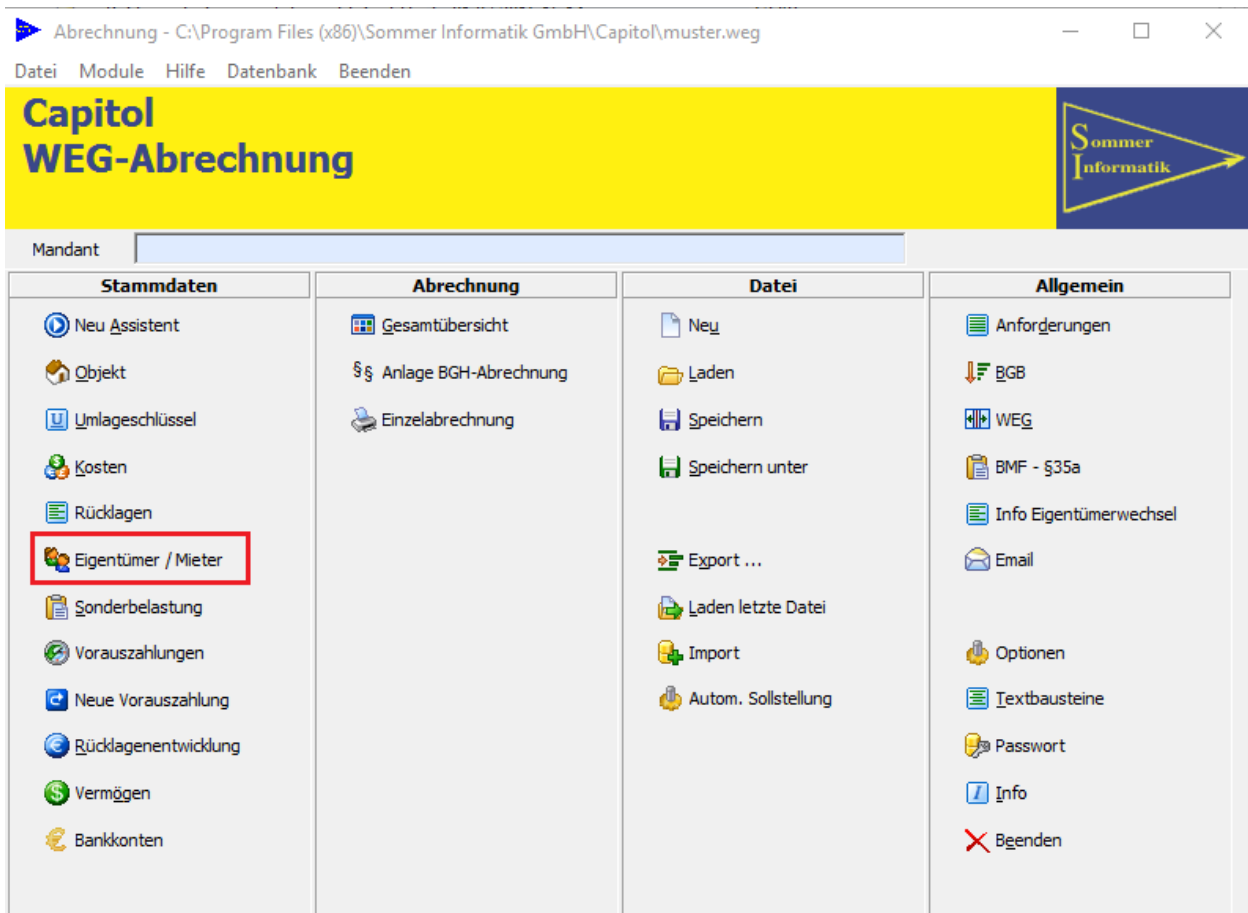 Abrechnung - C:\Program Files (x86)\Sommer Informatik GmbH\Capitol\muster.weg
Datei Module Hilfe Datenbank Beenden
Capitol
WEG-Abrechnung
Sommer
Informatik
Mandant
Stammdaten
Neu Assistent
Objekt
Umlageschlüssel
Kosten
Rücklagen
Eigentümer / Mieter
Sonderbelastung
Vorauszahlungen
Neue Vorauszahlung
Rücklagenentwicklung
Vermögen
Bankkonten
Abrechnung
Gesamtübersicht
§§ Anlage BGH-Abrechnung
Einzelabrechnung
Datei
Neu
Laden
Speichern
Speichern unter
Export ...
Laden letzte Datei
Import
Autom. Sollstellung
Allgemein
Anforderungen
BGB
WEG
BMF - §35a
Info Eigentümerwechsel
Email
Optionen
Textbausteine
Passwort
Info
Beenden